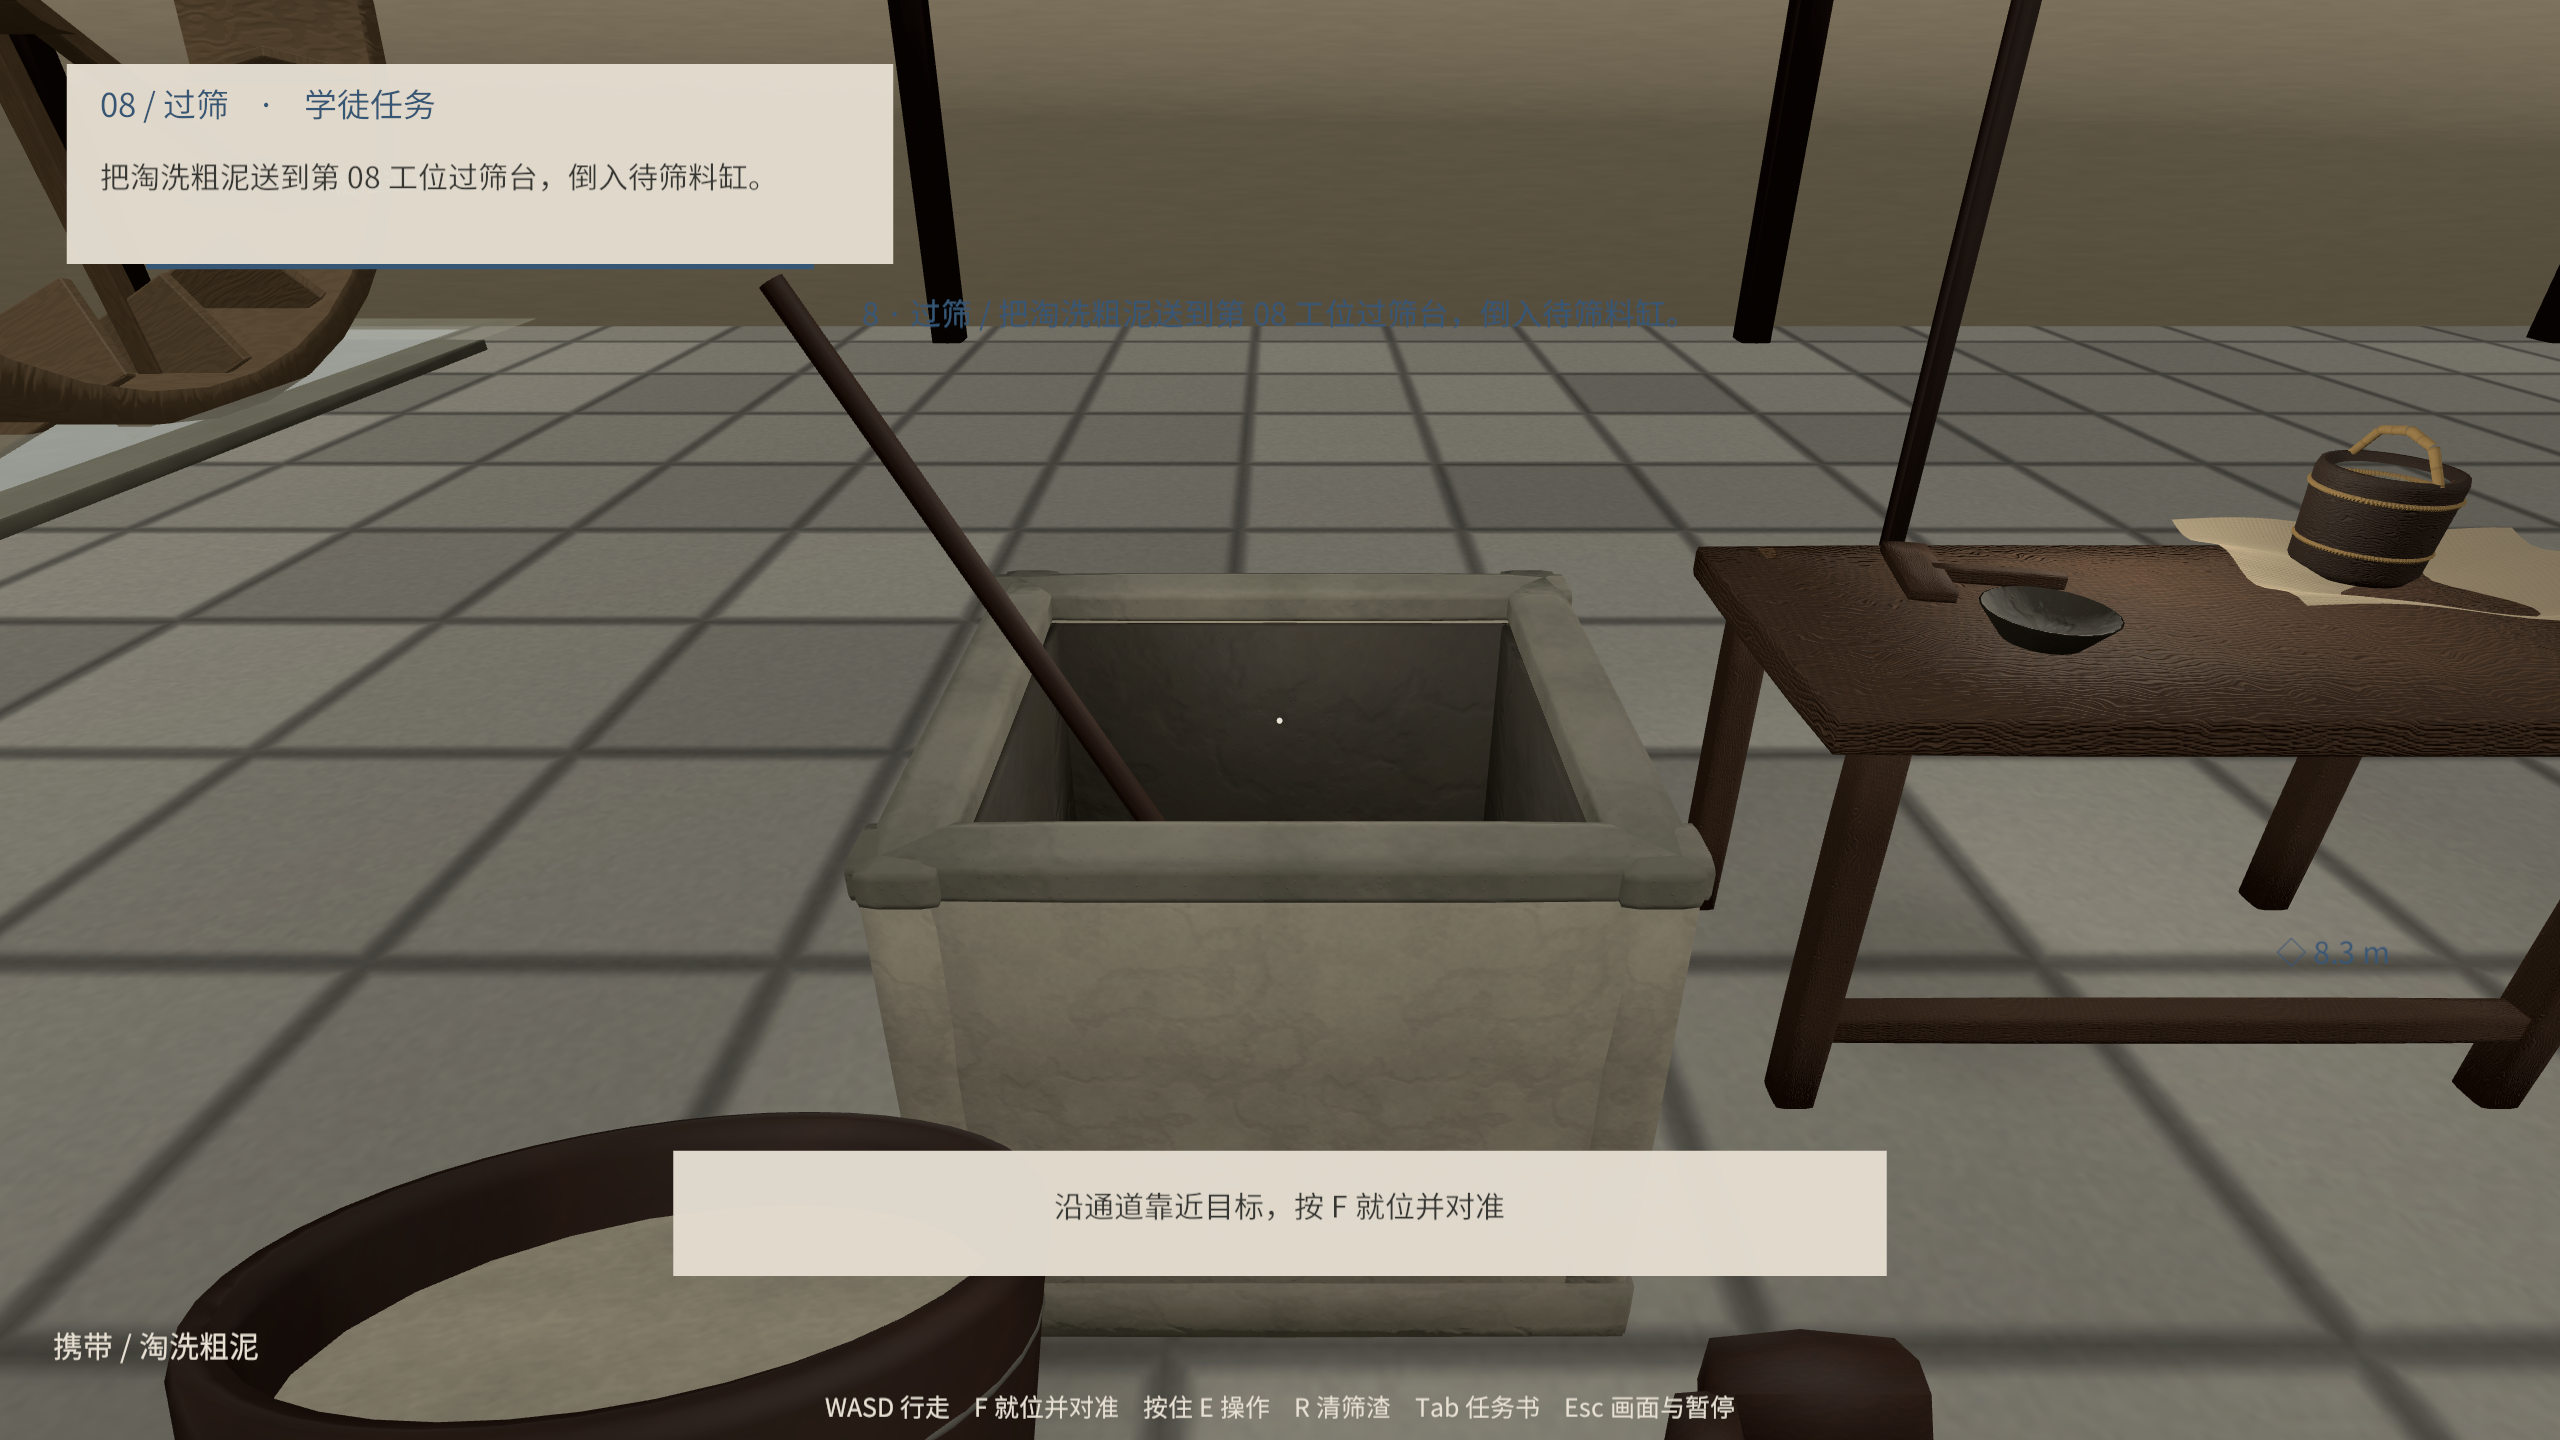 08 / 过筛 · 学徒任务
把淘洗粗泥送到第 08 工位过筛台，倒入待筛料缸。
8 · 过筛 / 把淘洗粗泥送到第 08 工位过筛台，倒入待筛料缸。
◇ 8.3 m
沿通道靠近目标，按 F 就位并对准
携带 / 淘洗粗泥
WASD 行走 F 就位并对准 按住 E 操作 R 清筛渣 Tab 任务书 Esc 画面与暂停